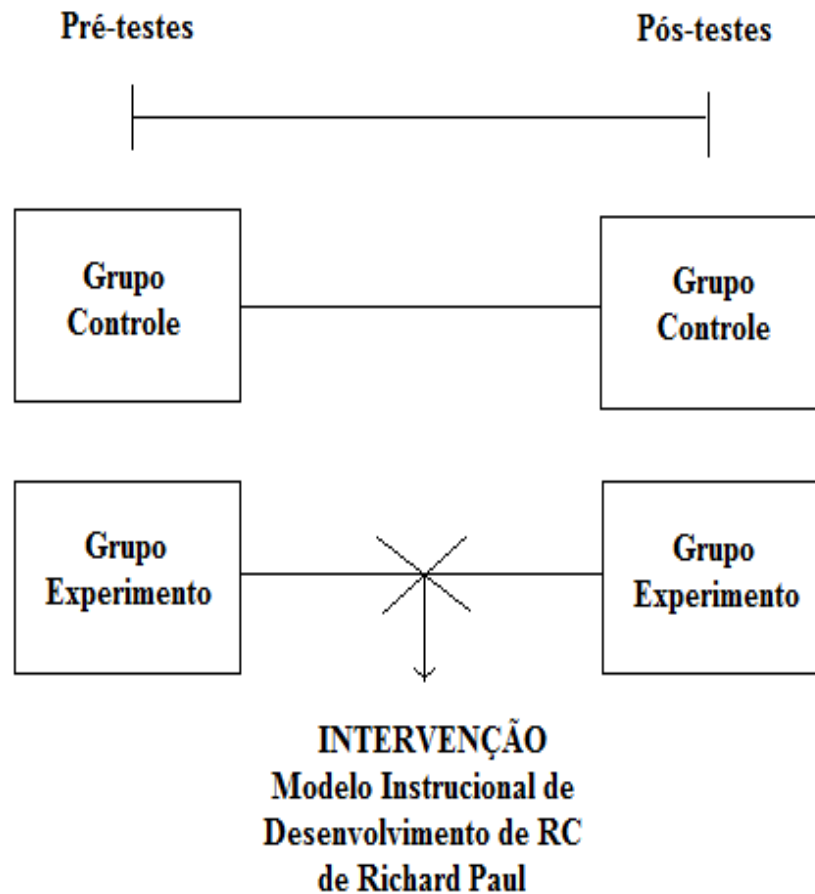 Pré-testes
Pós-testes
Grupo
Controle
Grupo
Controle
Grupo
Experimento
Grupo
Experimento
INTERVENÇÃO
Modelo Instrucional de
Desenvolvimento de RC
de Richard Paul